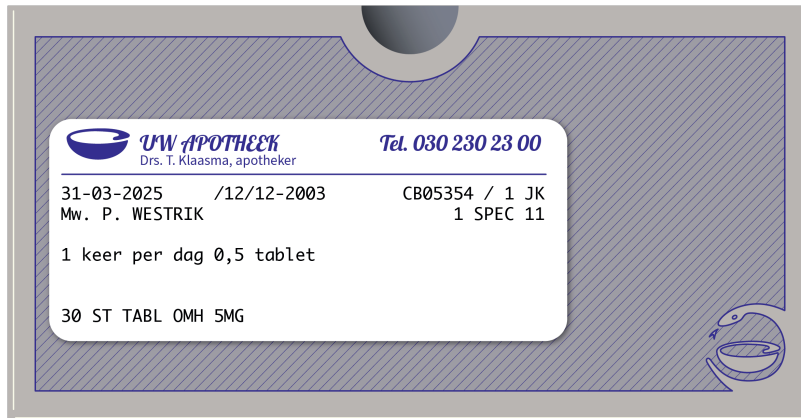 UW APOTHEEK
Tel. 030 230 23 00
Drs. T. Klaasma, apotheker
31-03-2025 /12/12-2003 CB05354 / 1 JK
Mw. P. WESTRIK 1 SPEC 11
1 keer per dag 0,5 tablet
30 ST TABL OMH 5MG